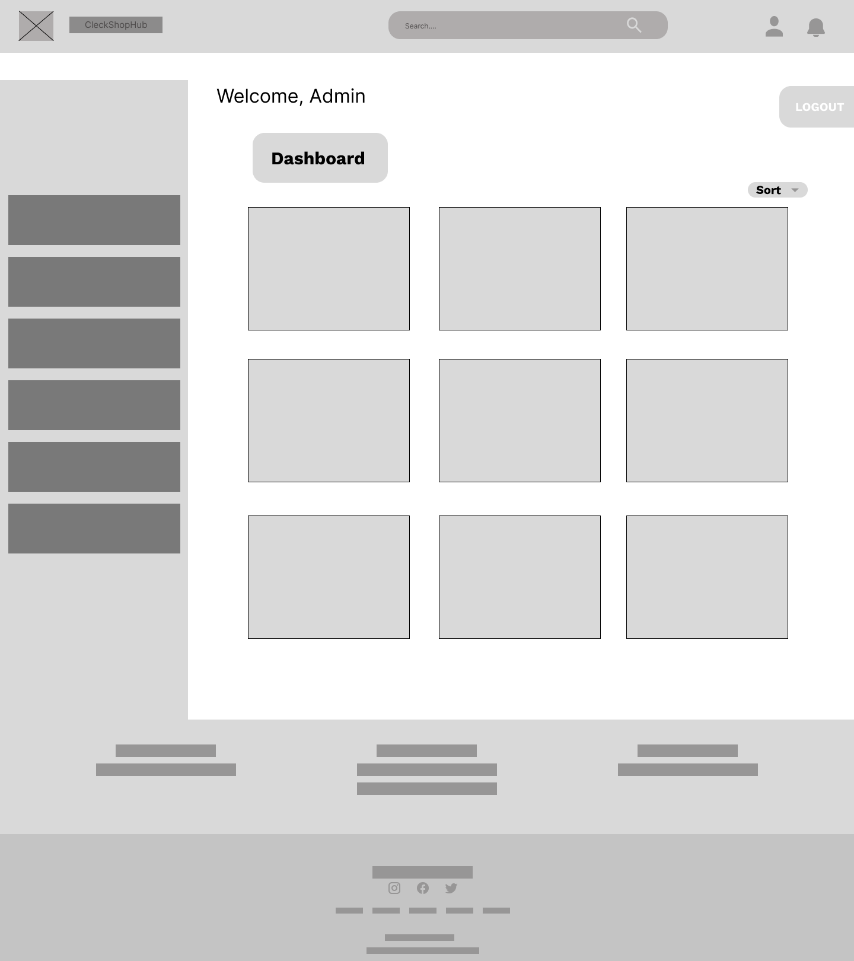 CleckShopHub
Search....
Welcome, Admin
LOGOUT
Dashboard
Sort